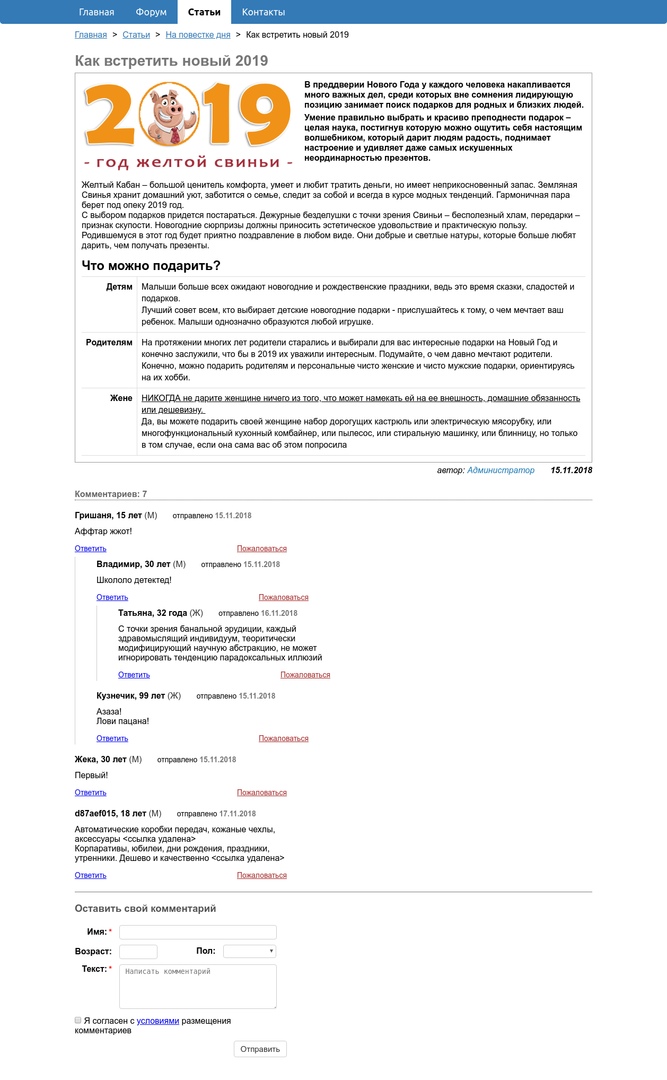 Главная Форум Статьи Контакты
Главная > Статьи > На повестке дня > Как встретить новый 2019
Как встретить новый 2019
2019
- год желтой свиньи -
В преддверии Нового Года у каждого человека накапливается
много важных дел, среди которых вне сомнения лидирующую
позицию занимает поиск подарков для родных и близких людей.
Умение правильно выбрать и красиво преподнести подарок –
целая наука, постигнув которую можно ощутить себя настоящим
волшебником, который дарит людям радость, поднимает
настроение и удивляет даже самых искушенных
неординарностью презентов.
Желтый Кабан – большой ценитель комфорта, умеет и любит тратить деньги, но имеет неприкосновенный запас. Земляная
Свинья хранит домашний уют, заботится о семье, следит за собой и всегда в курсе модных тенденций. Гармоничная пара
берет под опеку 2019 год.
С выбором подарков придется постараться. Дежурные безделушки с точки зрения Свиньи – бесполезный хлам, передарки –
признак скупости. Новогодние сюрпризы должны приносить эстетическое удовольствие и практическую пользу.
Родившемуся в этот год будет приятно поздравление в любом виде. Они добрые и светлые натуры, которые больше любят
дарить, чем получать презенты.
Что можно подарить?
Детям Малыши больше всех ожидают новогодние и рождественские праздники, ведь это время сказки, сладостей и
подарков.
Лучший совет всем, кто выбирает детские новогодние подарки - прислушайтесь к тому, о чем мечтает ваш
ребенок. Малыши однозначно образуются любой игрушке.
Родителям На протяжении многих лет родители старались и выбирали для вас интересные подарки на Новый Год и
конечно заслужили, что бы в 2019 их уважили интересным. Подумайте, о чем давно мечтают родители.
Конечно, можно подарить родителям и персональные чисто женские и чисто мужские подарки, ориентируясь
на их хобби.
Жене НИКОГДА не дарите женщине ничего из того, что может намекать ей на ее внешность, домашние обязанность
или дешевизну.
Да, вы можете подарить своей женщине набор дорогущих кастрюль или электрическую мясорубку, или
многофункциональный кухонный комбайнер, или пылесос, или стиральную машинку, или блинницу, но только
в том случае, если она сама вас об этом попросила
автор: Администратор 15.11.2018
Комментариев: 7
Гришаня, 15 лет (М) отправлено 15.11.2018
Аффтар жжот!
Ответить Пожаловаться
Владимир, 30 лет (М) отправлено 15.11.2018
Школоло детектед!
Ответить Пожаловаться
Татьяна, 32 года (Ж) отправлено 16.11.2018
С точки зрения банальной эрудиции, каждый
здравомыслящий индивидуум, теоритически
модифицирующий научную абстракцию, не может
игнорировать тенденцию парадоксальных иллюзий
Ответить Пожаловаться
Кузнечик, 99 лет (Ж) отправлено 15.11.2018
Азаза!
Лови пацана!
Ответить Пожаловаться
Жека, 30 лет (М) отправлено 15.11.2018
Первый!
Ответить Пожаловаться
d87aef015, 18 лет (М) отправлено 17.11.2018
Автоматические коробки передач, кожаные чехлы,
аксессуары <ссылка удалена>
Корпаративы, юбилеи, дни рождения, праздники,
утренники. Дешево и качественно <ссылка удалена>
Ответить Пожаловаться
Оставить свой комментарий
Имя: *
Возраст: Пол:
Текст: * Написать комментарий
Я согласен с условиями размещения
комментариев
Отправить